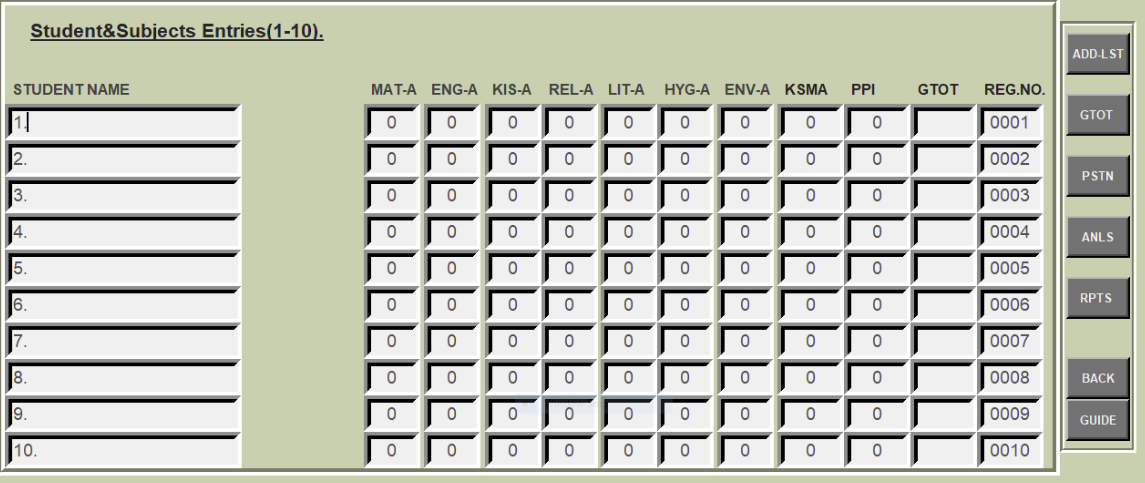 Student&Subjects Entries(1-10).
ADD-LST
STUDENT NAME MAT-A ENG-A KIS-A REL-A LIT-A HYG-A ENV-A KSMA PPI GTOT REG.NO.
1. 0 0 0 0 0 0 0 0 0 0001
GTOT
2. 0 0 0 0 0 0 0 0 0 0002
PSTN
3. 0 0 0 0 0 0 0 0 0 0003
4. 0 0 0 0 0 0 0 0 0 0004
ANLS
5. 0 0 0 0 0 0 0 0 0 0005
RPTS
6. 0 0 0 0 0 0 0 0 0 0006
7. 0 0 0 0 0 0 0 0 0 0007
8. 0 0 0 0 0 0 0 0 0 0008
BACK
9. 0 0 0 0 0 0 0 0 0 0009
GUIDE
10. 0 0 0 0 0 0 0 0 0 0010